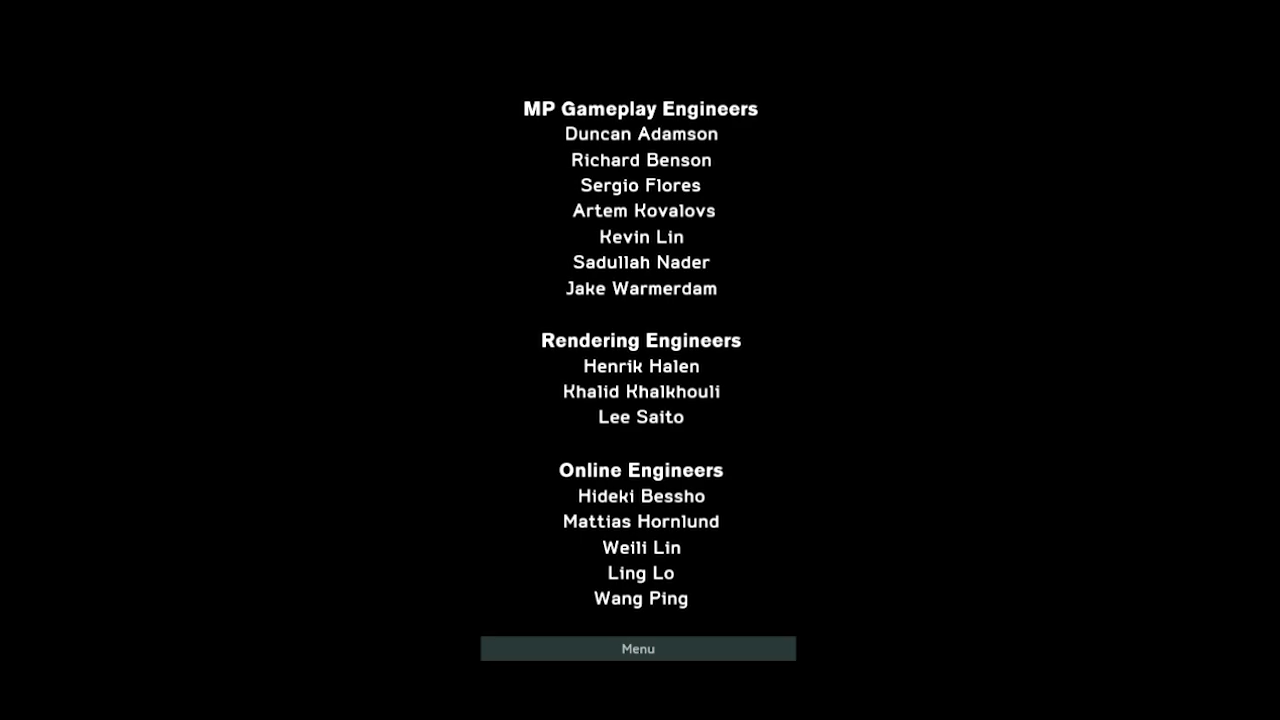 MP Gameplay Engineers
Duncan Adamson
Richard Benson
Sergio Flores
Artem Kovalovs
Kevin Lin
Sadullah Nader
Jake Warmerdam
Rendering Engineers
Henrik Halen
Khalid Khalkhouli
Lee Saito
Online Engineers
Hideki Bessho
Mattias Hornlund
Weili Lin
Ling Lo
Wang Ping
Menu